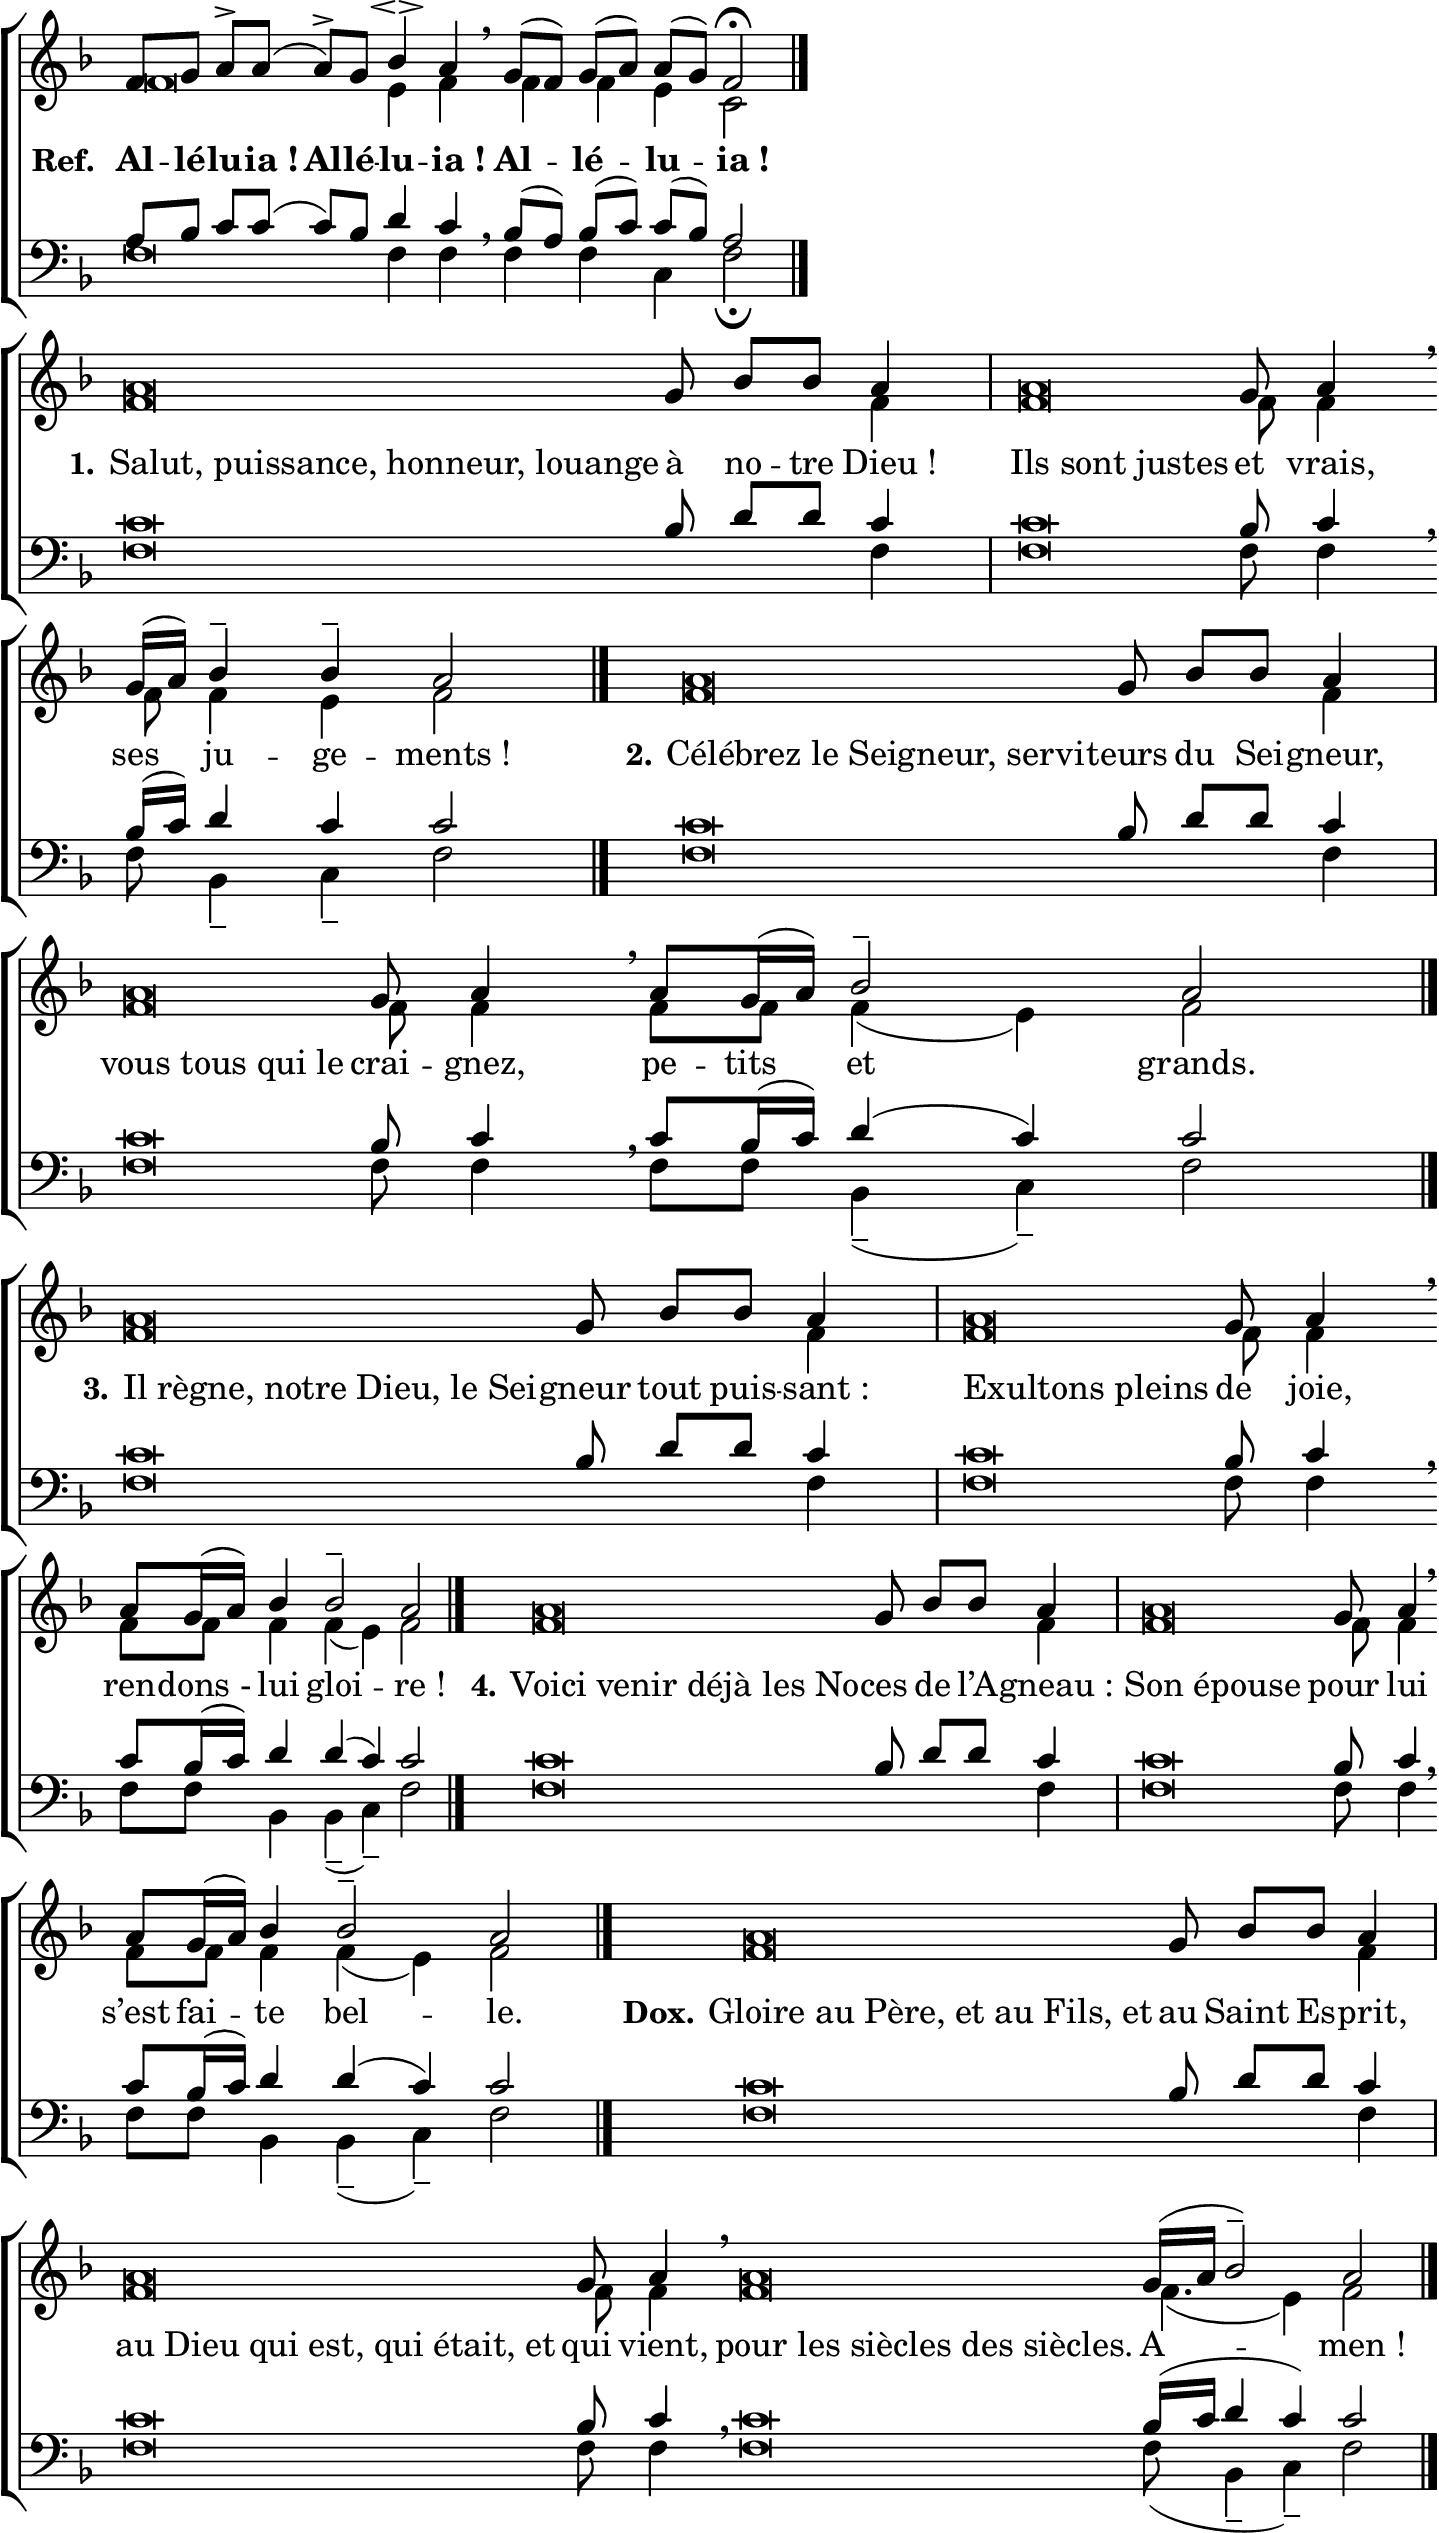 Ref. Al -- léluia ! Allé -- lu -- ia ! Al -- lé -- lu -- ia !
1. Salut, puissance, honneur, louange à no -- tre Dieu ! Ils sont justes et vrais,
ses ju -- ge -- ments ! 2. Célébrez le Seigneur, serviteurs du Seigneur,
vous tous qui le crai -- gnez, pe -- tits et grands.
3. Il règne, notre Dieu, le Seigneur tout puis -- sant : Exultons pleins de joie,
rendons - lui gloi -- re ! 4. Voici venir déjà les Noces de l’Agneau : Son épouse pour lui
s’est fai -- te bel -- le. Dox. Gloire au Père, et au Fils, et au Saint Esprit,
au Dieu qui est, qui était, et qui vient, pour les siècles des siècles. A -- men !